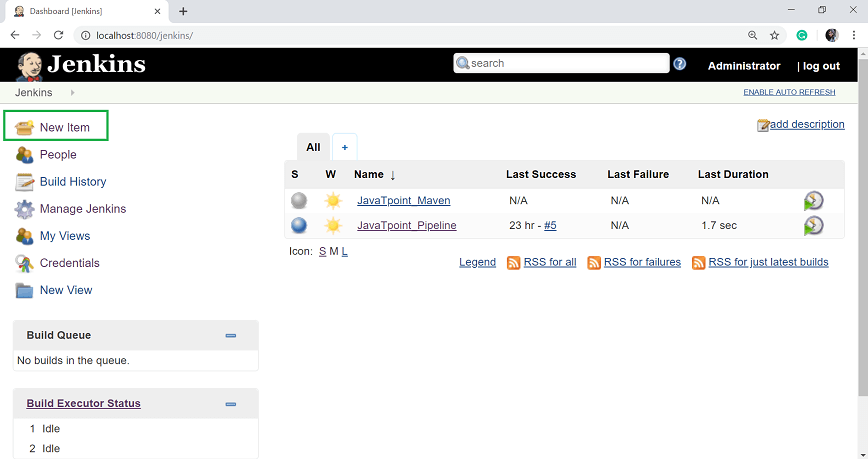 Dashboard [Jenkins]
localhost:8080/jenkins/
Jenkins
search
Administrator | log out
Jenkins
ENABLE AUTO REFRESH
New Item
People
Build History
Manage Jenkins
My Views
Credentials
New View
Build Queue
No builds in the queue.
Build Executor Status
1 Idle
2 Idle
add description
All +
S W Name ↓ Last Success Last Failure Last Duration
JavaTpoint_Maven N/A N/A N/A
JavaTpoint_Pipeline 23 hr - #5 N/A 1.7 sec
Icon: S M L
Legend RSS for all RSS for failures RSS for just latest builds